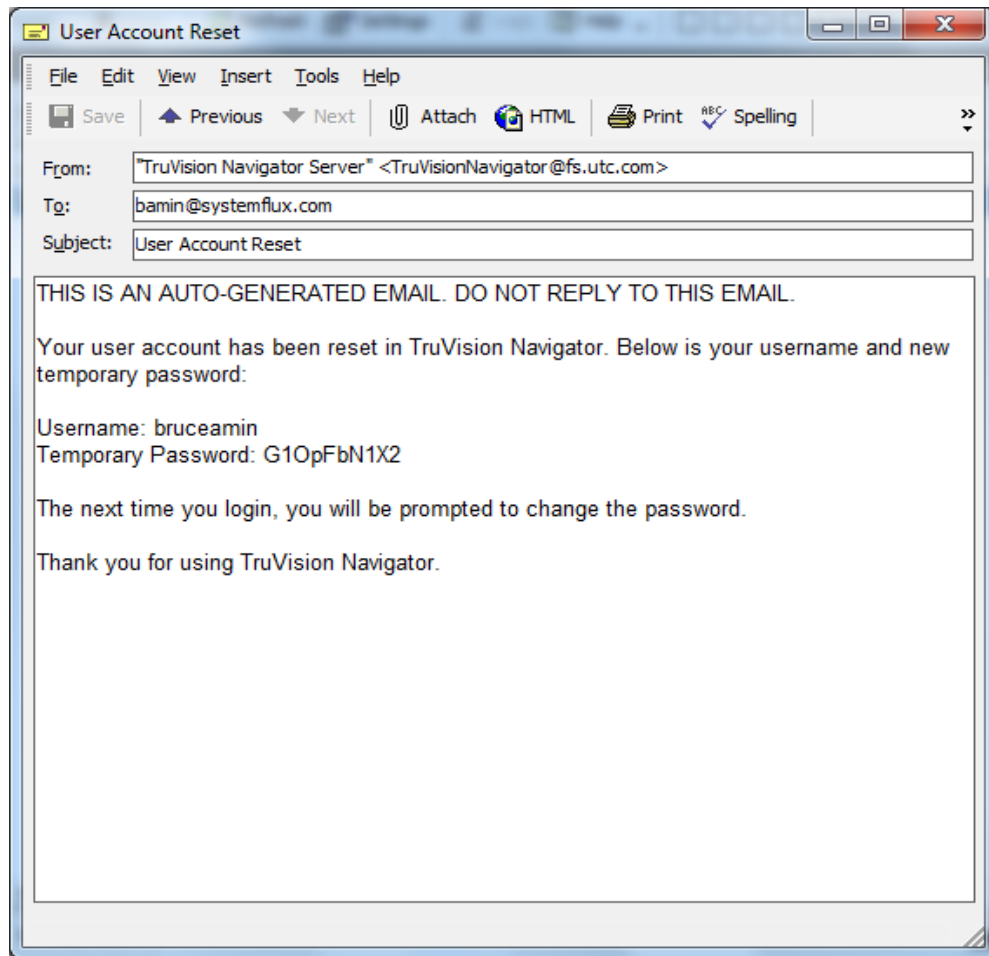 User Account Reset
File Edit View Insert Tools Help
Save Previous Next Attach HTML Print ABC Spelling
From: "TruVision Navigator Server" <TruVisionNavigator@fs.utc.com>
To: bamin@systemflux.com
Subject: User Account Reset
THIS IS AN AUTO-GENERATED EMAIL. DO NOT REPLY TO THIS EMAIL.
Your user account has been reset in TruVision Navigator. Below is your username and new
temporary password:
Username: bruceamin
Temporary Password: G1OpFbN1X2
The next time you login, you will be prompted to change the password.
Thank you for using TruVision Navigator.